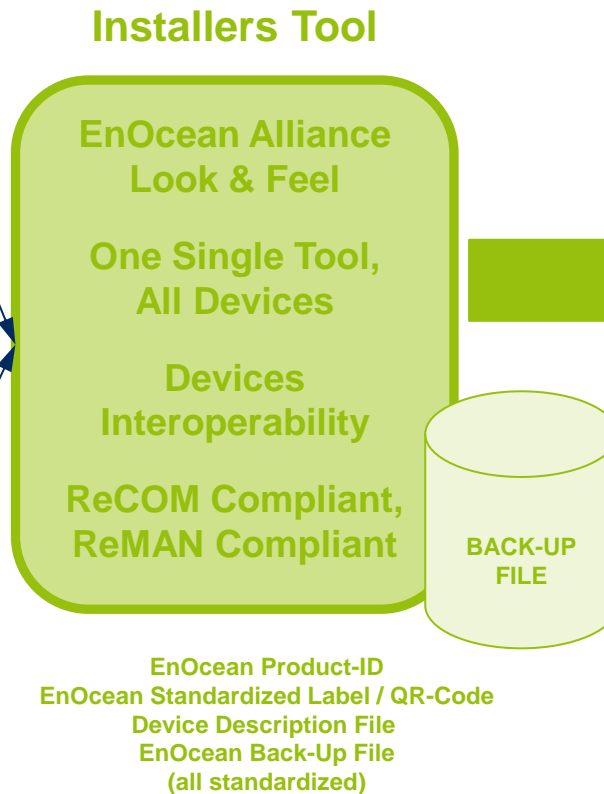 Installers Tool
EnOcean Alliance
Look & Feel
One Single Tool,
All Devices
Devices
Interoperability
ReCOM Compliant,
ReMAN Compliant
BACK-UP
FILE
EnOcean Product-ID
EnOcean Standardized Label / QR-Code
Device Description File
EnOcean Back-Up File
(all standardized)